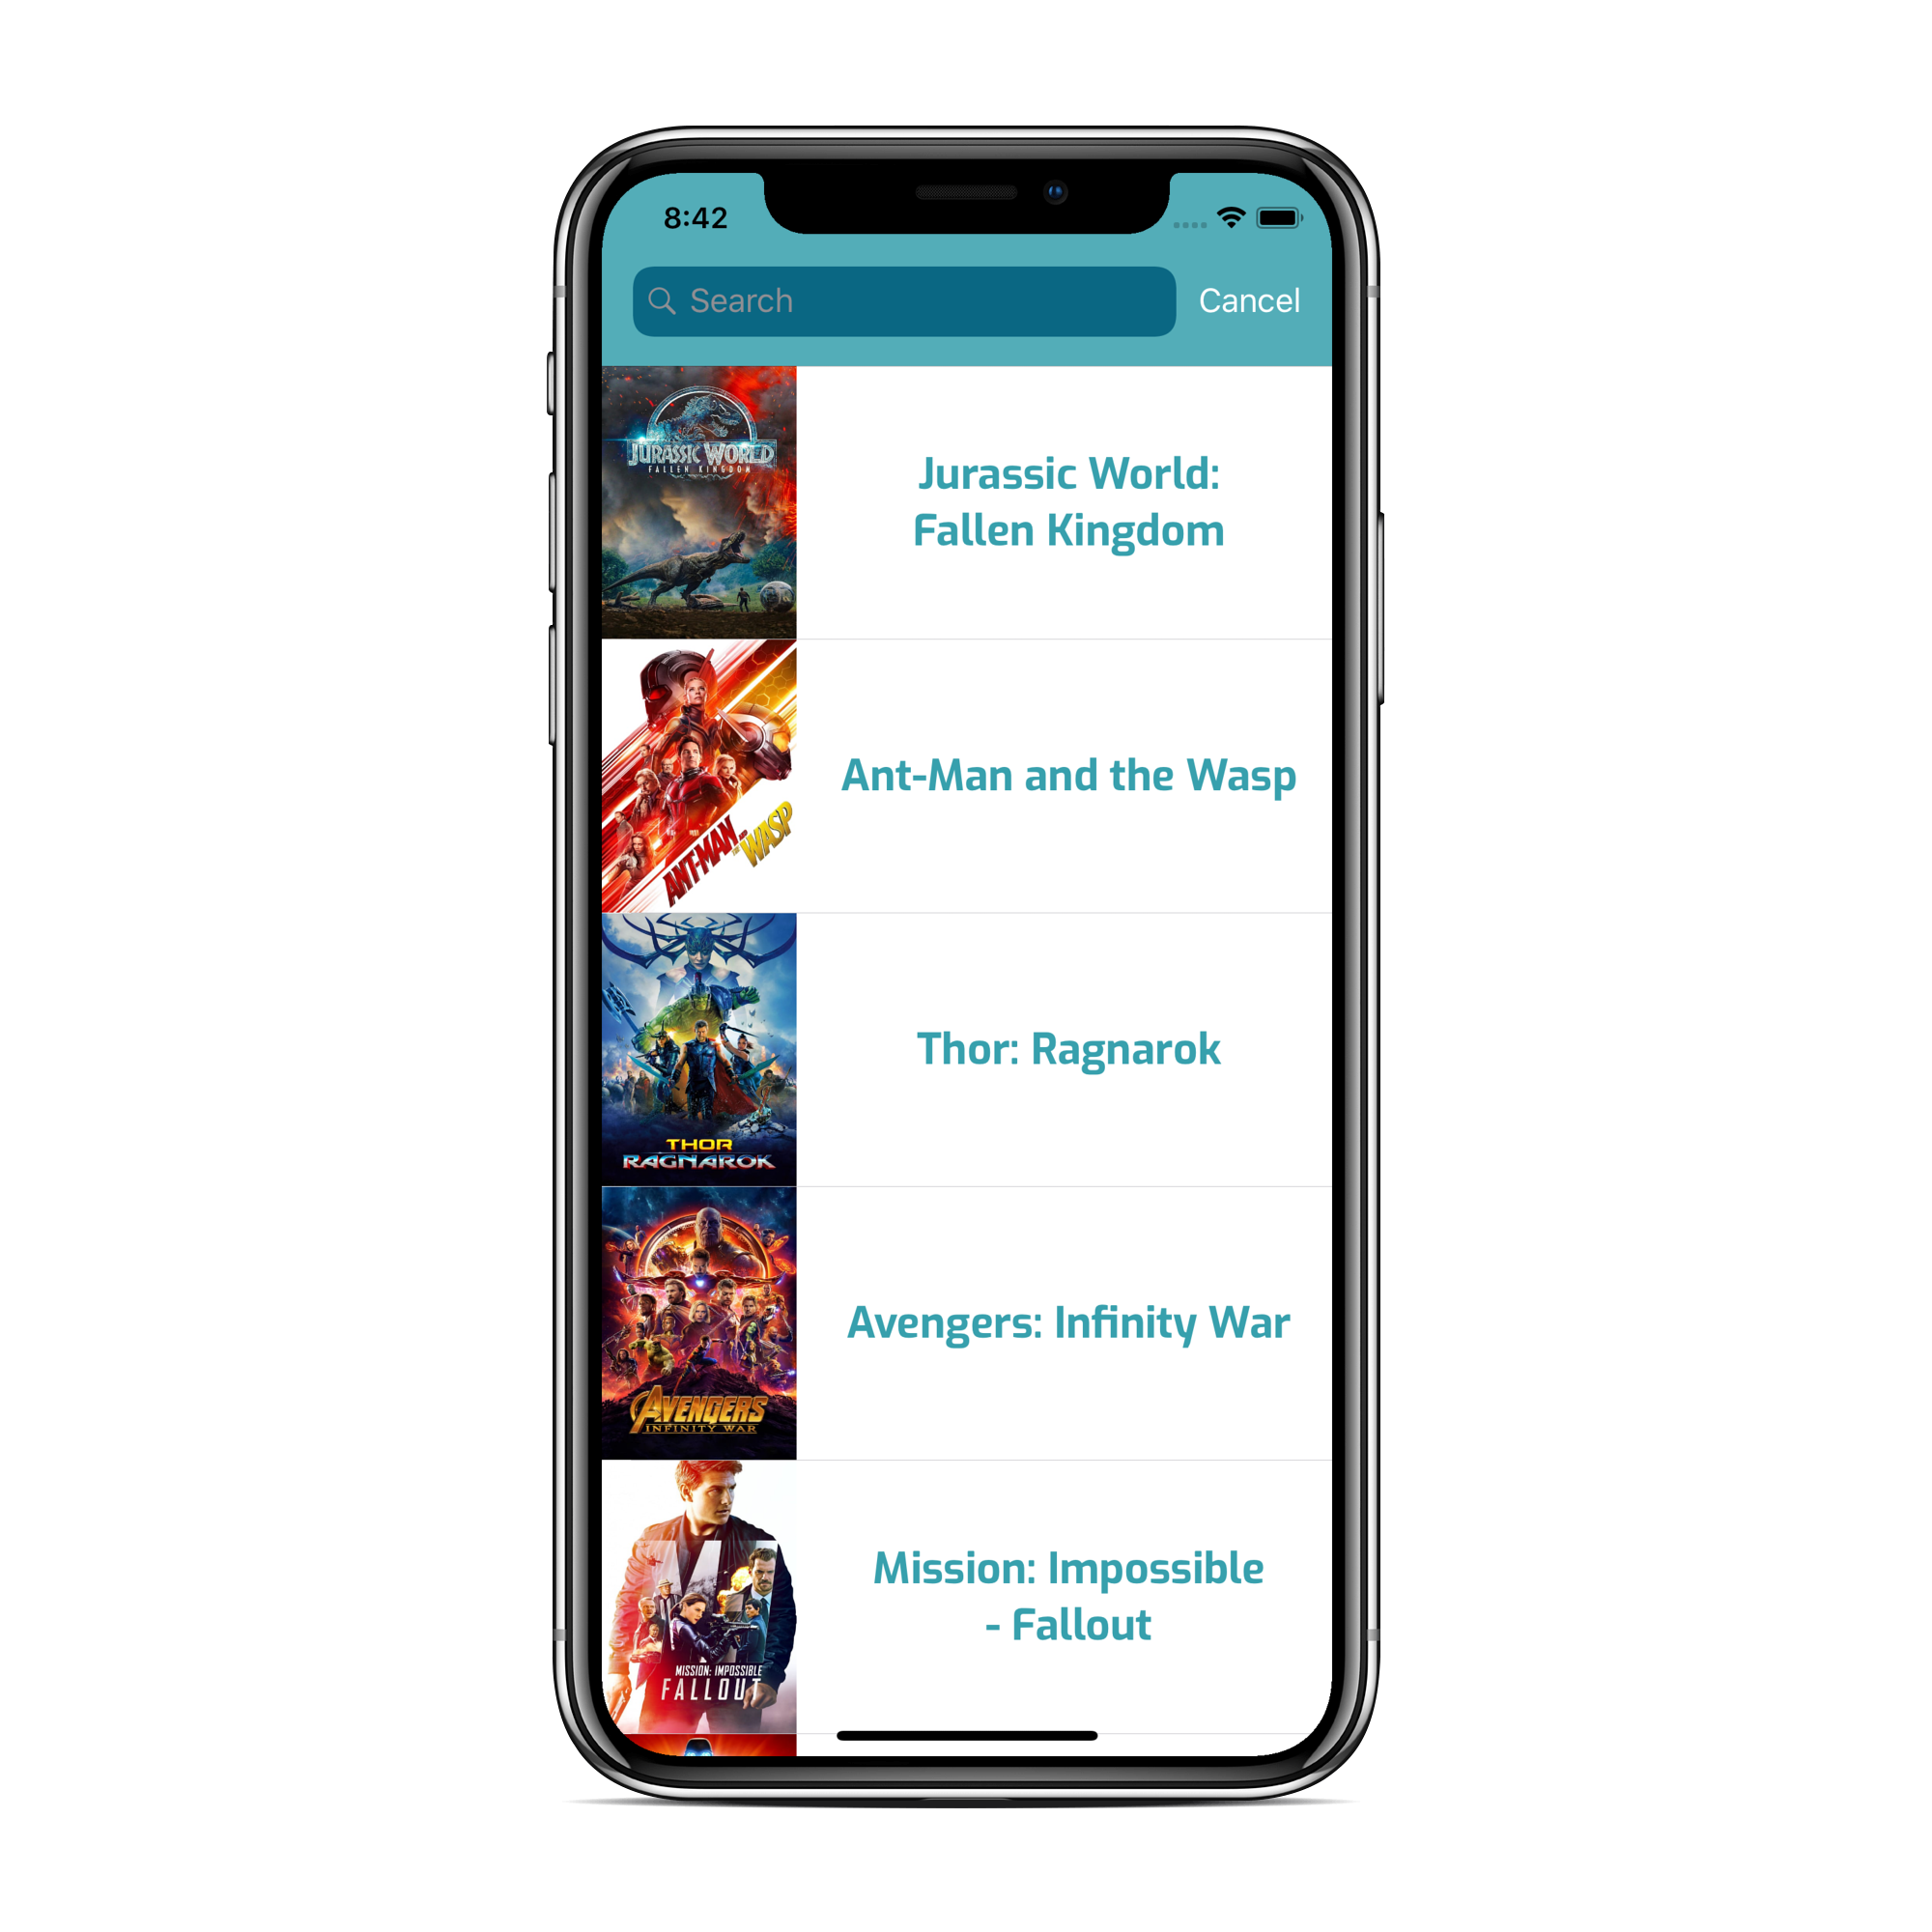 8:42
Search
Cancel
JURASSIC WORLD
FALLEN KINGDOM
Jurassic World:
Fallen Kingdom
ANT-MAN
AND THE
WASP
Ant-Man and the Wasp
THOR
RAGNAROK
Thor: Ragnarok
AVENGERS
INFINITY WAR
Avengers: Infinity War
MISSION: IMPOSSIBLE
FALLOUT
Mission: Impossible
- Fallout